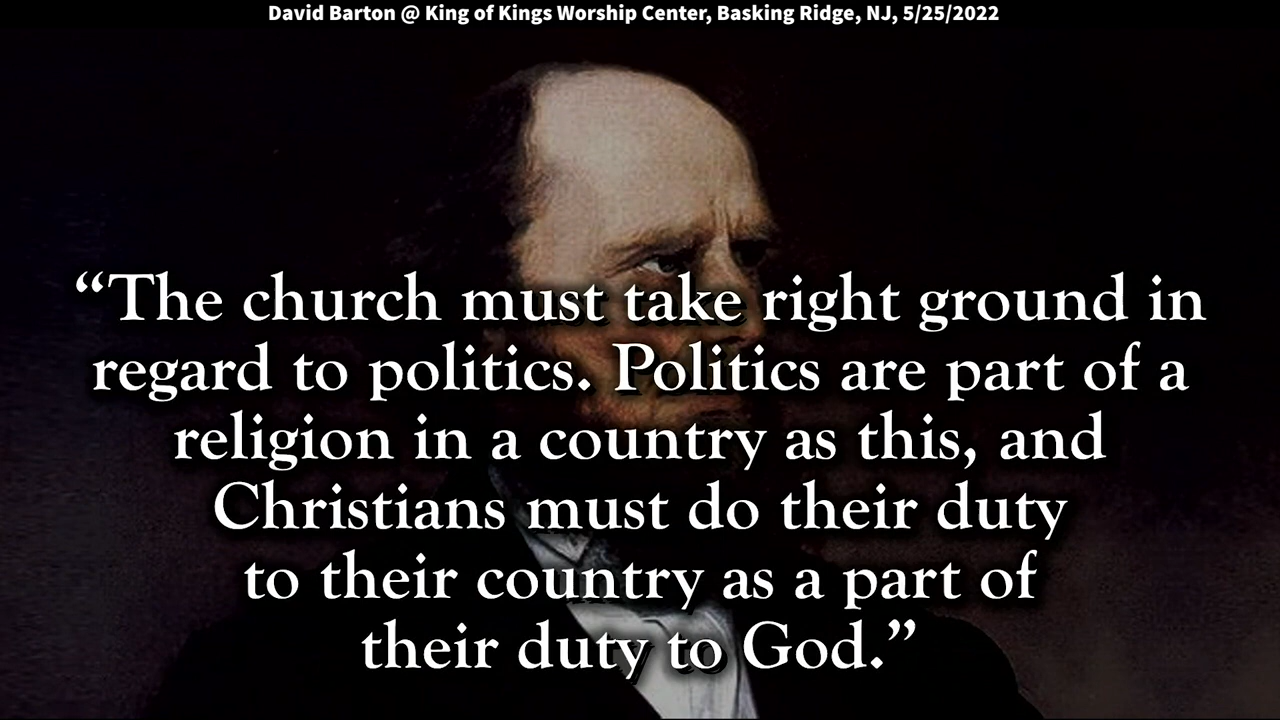 David Barton @ King of Kings Worship Center, Basking Ridge, NJ, 5/25/2022
“The church must take right ground in
regard to politics. Politics are part of a
religion in a country as this, and
Christians must do their duty
to their country as a part of
their duty to God.”